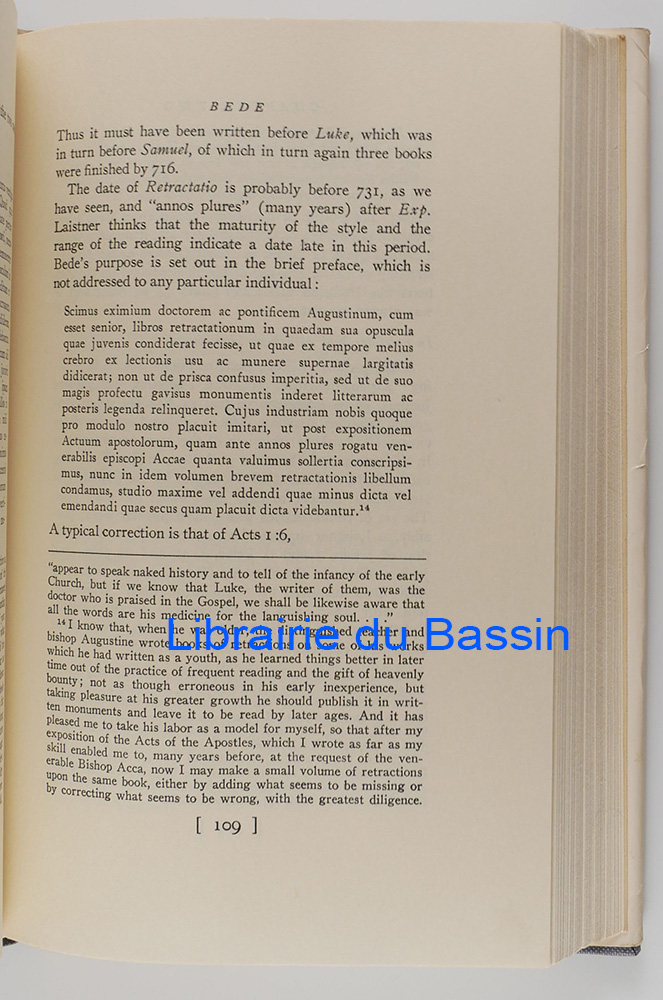 BEDE
Thus it must have been written before Luke, which was
in turn before Samuel, of which in turn again three books
were finished by 716.
The date of Retractatio is probably before 731, as we
have seen, and "annos plures" (many years) after Exp.
Laistner thinks that the maturity of the style and the
range of the reading indicate a date late in this period.
Bede's purpose is set out in the brief preface, which is
not addressed to any particular individual :
Scimus eximium doctorem ac pontificem Augustinum, cum
esset senior, libros retractationum in quaedam sua opuscula
quae juvenis condiderat fecisse, ut quae ex tempore melius
crebro ex lectionis usu ac munere supernae largitatis
didicerat; non ut de prisca confusus imperitia, sed ut de suo
magis profectu gavisus monumentis inderet litterarum ac
posteris legenda relinqueret. Cujus industriam nobis quoque
pro modulo nostro placuit imitari, ut post expositionem
Actuum apostolorum, quam ante annos plures rogatu ven-
erabilis episcopi Accae quanta valuimus sollertia conscripsi-
mus, nunc in idem volumen brevem retractationis libellum
condamus, studio maxime vel addendi quae minus dicta vel
emendandi quae secus quam placuit dicta videbantur.14
A typical correction is that of Acts 1 :6,
"appear to speak naked history and to tell of the infancy of the early
Church, but if we know that Luke, the writer of them, was the
doctor who is praised in the Gospel, we shall be likewise aware that
all the words are his medicine for the languishing soul. . . ."
14 I know that, when he was older, the distinguished teacher and
bishop Augustine wrote books of retractions on some of his works
which he had written as a youth, as he learned things better in later
time out of the practice of frequent reading and the gift of heavenly
bounty; not as though erroneous in his early inexperience, but
taking pleasure at his greater growth he should publish it in writ-
ten monuments and leave it to be read by later ages. And it has
pleased me to take his labor as a model for myself, so that after my
exposition of the Acts of the Apostles, which I wrote as far as my
skill enabled me to, many years before, at the request of the ven-
erable Bishop Acca, now I may make a small volume of retractions
upon the same book, either by adding what seems to be missing or
by correcting what seems to be wrong, with the greatest diligence.
[ 109 ]
Librairie du Bassin